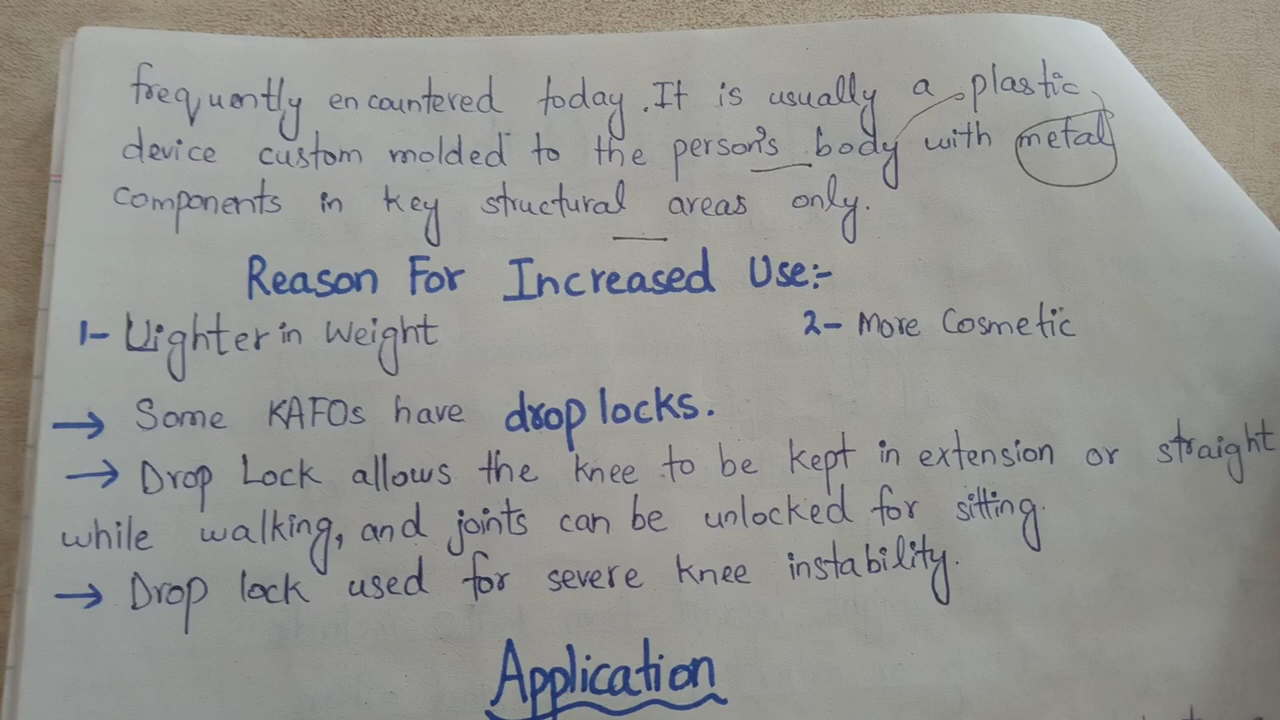 frequently encountered today. It is usually a plastic
device custom molded to the person's body with metal
components in key structural areas only.
Reason For Increased Use:-
1- Lighter in weight 2- More Cosmetic
→ Some KAFOs have drop locks.
→ Drop Lock allows the knee to be kept in extension or straight
while walking, and joints can be unlocked for sitting.
→ Drop lock used for severe knee instability.
Application